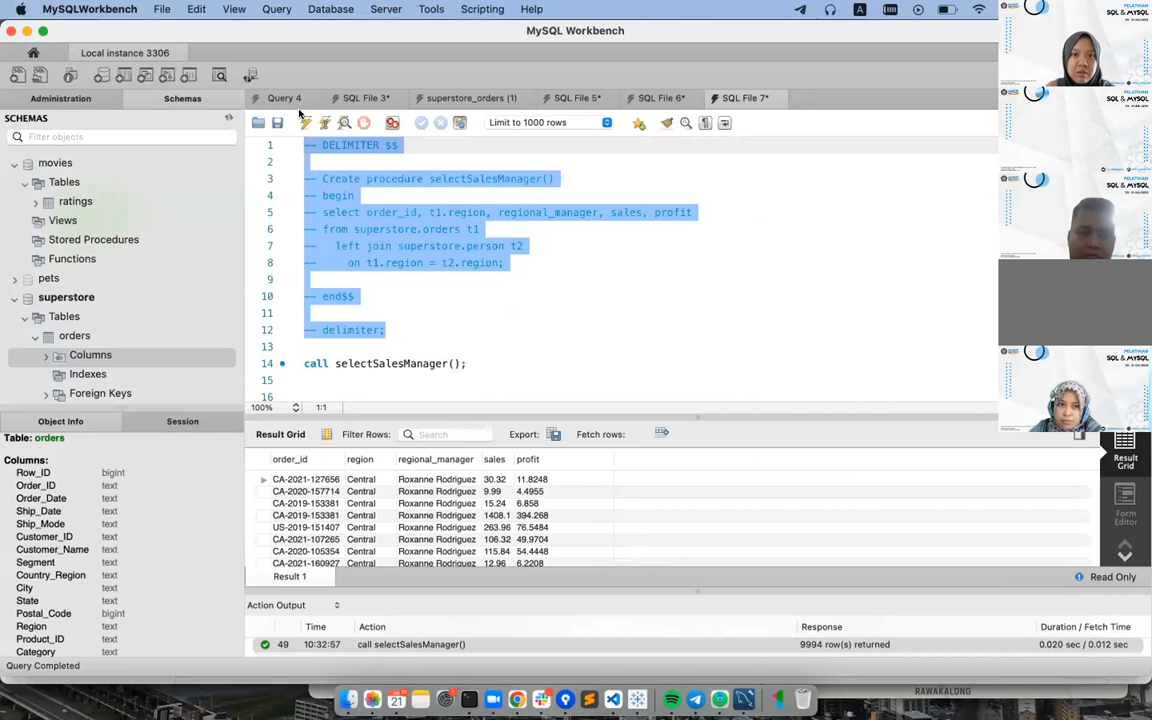 MySQLWorkbench File Edit View Query Database Server Tools Scripting Help
MySQL Workbench
Local instance 3306
Administration Schemas
Query 4 SQL File 3* superstore_orders (1) SQL File 5* SQL File 6* SQL File 7*
SCHEMAS
Filter objects
Limit to 1000 rows
movies
Tables
ratings
Views
Stored Procedures
Functions
pets
superstore
Tables
orders
Columns
Indexes
Foreign Keys
1 -- DELIMITER $$
2
3 -- Create procedure selectSalesManager()
4 -- begin
5 -- select order_id, t1.region, regional_manager, sales, profit
6 -- from superstore.orders t1
7 -- left join superstore.person t2
8 -- on t1.region = t2.region;
9
10 -- end$$
11
12 -- delimiter;
13
14 call selectSalesManager();
15
16
100% 1:1
Object Info Session
Table: orders
Columns:
Row_ID bigint
Order_ID text
Order_Date text
Ship_Date text
Ship_Mode text
Customer_ID text
Customer_Name text
Segment text
Country_Region text
City text
State text
Postal_Code bigint
Region text
Product_ID text
Category text
Query Completed
Result Grid Filter Rows: Search Export: Fetch rows:
order_id region regional_manager sales profit
CA-2021-127656 Central Roxanne Rodriguez 30.32 11.8248
CA-2020-157714 Central Roxanne Rodriguez 9.99 4.4955
CA-2019-153381 Central Roxanne Rodriguez 15.24 6.858
CA-2019-153381 Central Roxanne Rodriguez 1408.1 394.268
US-2019-151407 Central Roxanne Rodriguez 263.96 76.5484
CA-2021-107265 Central Roxanne Rodriguez 106.32 49.9704
CA-2020-105354 Central Roxanne Rodriguez 115.84 54.4448
CA-2021-160927 Central Roxanne Rodriguez 12.96 6.2208
Result 1
Read Only
Result
Grid
Form
Editor
Action Output
Time Action Response Duration / Fetch Time
49 10:32:57 call selectSalesManager() 9994 row(s) returned 0.020 sec / 0.012 sec
PELATIHAN
SQL & MySQL
PELATIHAN
SQL & MySQL
PELATIHAN
SQL & MySQL
PELATIHAN
SQL & MySQL
RAWAKALONG